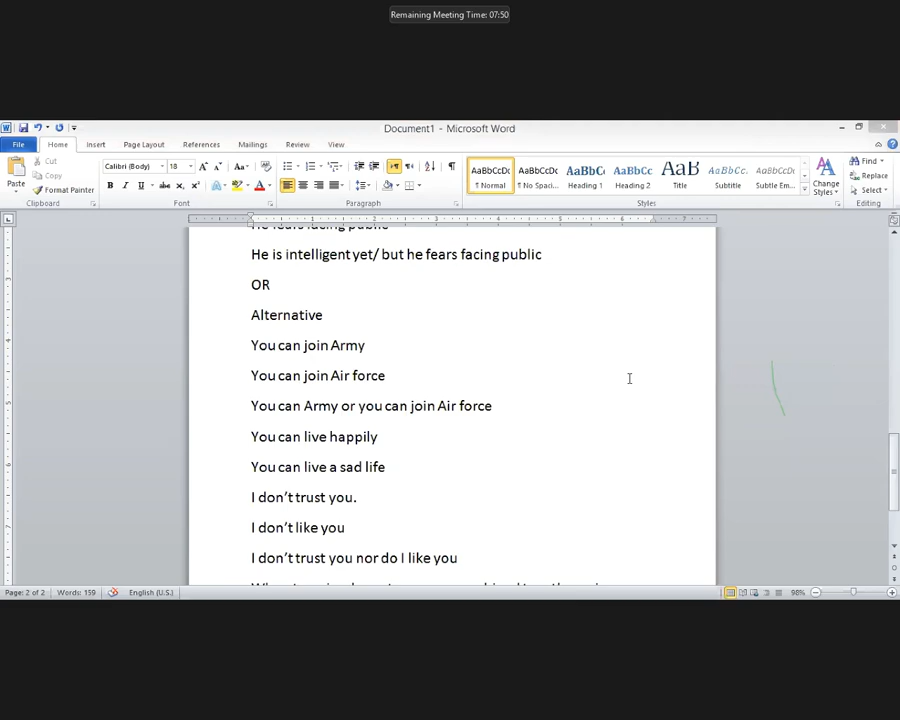 Remaining Meeting Time: 07:50
Document1 - Microsoft Word
File Home Insert Page Layout References Mailings Review View
Cut
Copy
Format Painter
Paste
Calibri (Body) 18
AaBbCcDc AaBbCcDc AaBbCc AaBbCc AaB AaBbCc. AaBbCcDc
¶ Normal ¶ No Spaci... Heading 1 Heading 2 Title Subtitle Subtle Em...
Change Styles
Find
Replace
Select
Clipboard Font Paragraph Styles Editing
He fears facing public
He is intelligent yet/ but he fears facing public
OR
Alternative
You can join Army
You can join Air force
You can Army or you can join Air force
You can live happily
You can live a sad life
I don’t trust you.
I don’t like you
I don’t trust you nor do I like you
Page: 2 of 2 Words: 159 English (U.S.) 98%